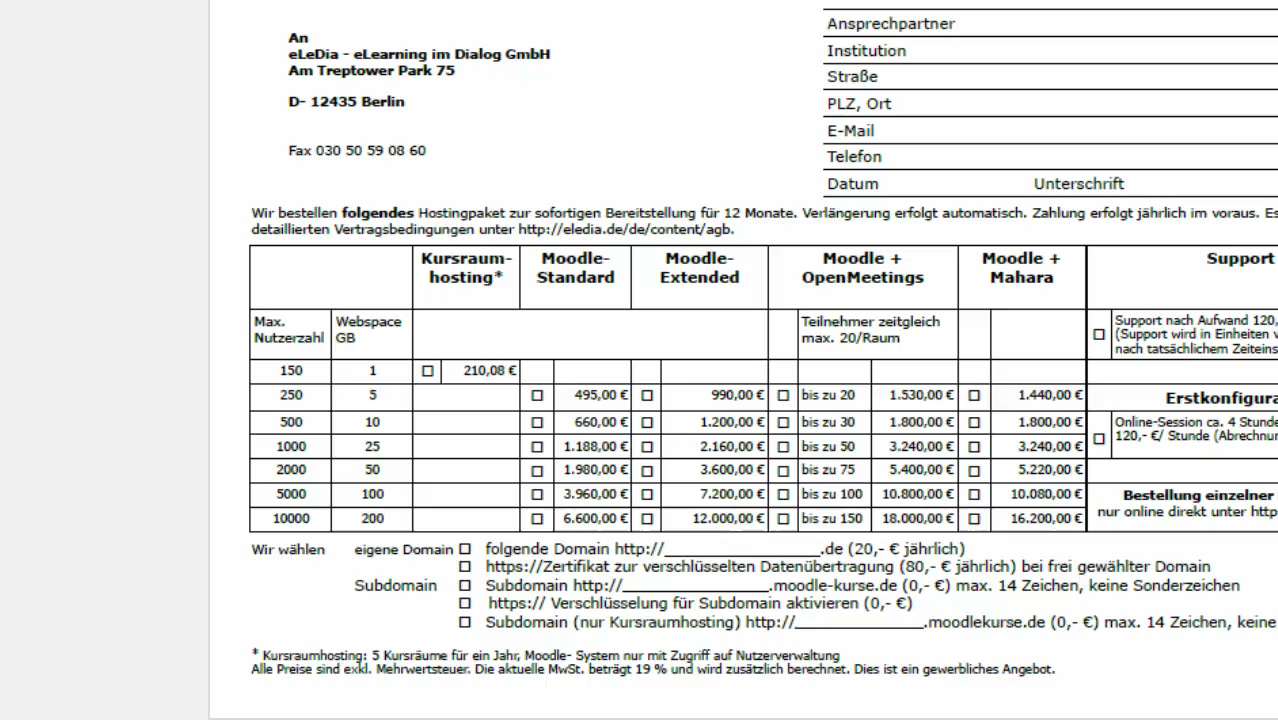 An
eLeDia - eLearning im Dialog GmbH
Am Treptower Park 75
D- 12435 Berlin
Fax 030 50 59 08 60
Ansprechpartner
Institution
Straße
PLZ, Ort
E-Mail
Telefon
Datum Unterschrift
Wir bestellen folgendes Hostingpaket zur sofortigen Bereitstellung für 12 Monate. Verlängerung erfolgt automatisch. Zahlung erfolgt jährlich im voraus. Es
detaillierten Vertragsbedingungen unter http://eledia.de/de/content/agb.
Kursraum- Moodle- Moodle- Moodle + Moodle + Support
hosting* Standard Extended OpenMeetings Mahara
Max. Webspace Teilnehmer zeitgleich Support nach Aufwand 120,
Nutzerzahl GB max. 20/Raum (Support wird in Einheiten v
nach tatsächlichem Zeiteins
150 1 ☐ 210,08 €
250 5 ☐ 495,00 € ☐ 990,00 € ☐ bis zu 20 1.530,00 € ☐ 1.440,00 € Erstkonfigura
500 10 ☐ 660,00 € ☐ 1.200,00 € ☐ bis zu 30 1.800,00 € ☐ 1.800,00 € Online-Session ca. 4 Stunde
1000 25 ☐ 1.188,00 € ☐ 2.160,00 € ☐ bis zu 50 3.240,00 € ☐ 3.240,00 € ☐ 120,- €/ Stunde (Abrechnun
2000 50 ☐ 1.980,00 € ☐ 3.600,00 € ☐ bis zu 75 5.400,00 € ☐ 5.220,00 €
5000 100 ☐ 3.960,00 € ☐ 7.200,00 € ☐ bis zu 100 10.800,00 € ☐ 10.080,00 € Bestellung einzelner
10000 200 ☐ 6.600,00 € ☐ 12.000,00 € ☐ bis zu 150 18.000,00 € ☐ 16.200,00 € nur online direkt unter http
Wir wählen eigene Domain ☐ folgende Domain http://__________________.de (20,- € jährlich)
☐ https://Zertifikat zur verschlüsselten Datenübertragung (80,- € jährlich) bei frei gewählter Domain
Subdomain ☐ Subdomain http://_________________.moodle-kurse.de (0,- €) max. 14 Zeichen, keine Sonderzeichen
☐ https:// Verschlüsselung für Subdomain aktivieren (0,- €)
☐ Subdomain (nur Kursraumhosting) http://_______________.moodlekurse.de (0,- €) max. 14 Zeichen, keine
* Kursraumhosting: 5 Kursräume für ein Jahr, Moodle- System nur mit Zugriff auf Nutzerverwaltung
Alle Preise sind exkl. Mehrwertsteuer. Die aktuelle MwSt. beträgt 19 % und wird zusätzlich berechnet. Dies ist ein gewerbliches Angebot.